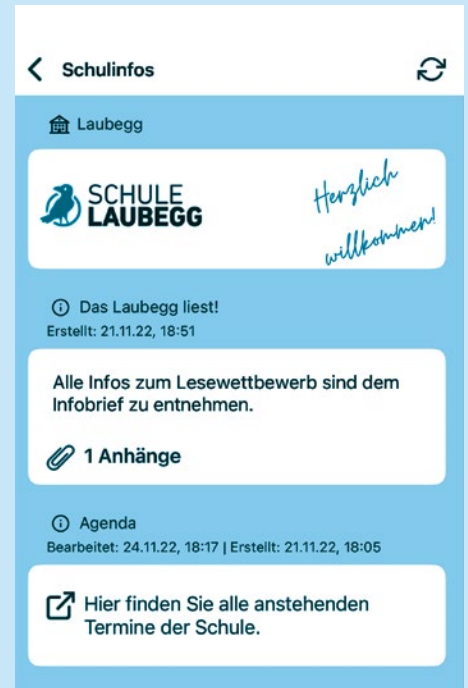 Schulinfos
Laubegg
SCHULE
LAUBEGG
Herzlich
willkommen!
Das Laubegg liest!
Erstellt: 21.11.22, 18:51
Alle Infos zum Lesewettbewerb sind dem
Infobrief zu entnehmen.
1 Anhänge
Agenda
Bearbeitet: 24.11.22, 18:17 | Erstellt: 21.11.22, 18:05
Hier finden Sie alle anstehenden
Termine der Schule.